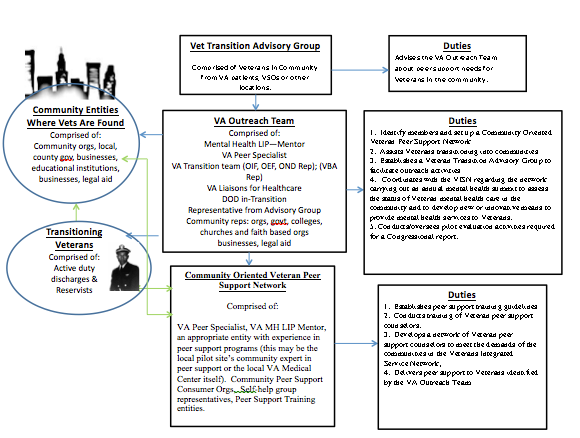 Vet Transition Advisory Group
Comprised of Veterans in Community
from VA patients, VSOs or other
locations.
Duties
Advises the VA Outreach Team
about peer support needs for
Veterans in the community.
Community Entities
Where Vets Are Found
Comprised of:
Community orgs, local,
county gov, businesses,
educational institutions,
businesses, legal aid
VA Outreach Team
Comprised of:
Mental Health LIP—Mentor
VA Peer Specialist
VA Transition team (OIF, OEF, OND Rep); (VBA
Rep)
VA Liaisons for Healthcare
DOD in-Transition
Representative from Advisory Group
Community reps: orgs, govt, colleges,
churches and faith based orgs
businesses, legal aid
Duties
1. Identify members and set up a Community Oriented
Veteran Peer Support Network
2. Assists Veterans transitioning into communities
3. Establishes a Veteran Transition Advisory Group to
facilitate outreach activities
4. Coordinates with the VISN regarding the network
carrying out an annual mental health summit to assess
the status of Veteran mental health care in the
community and to develop new or innovative means to
provide mental health services to Veterans.
5. Conducts/oversees pilot evaluation activities required
for a Congressional report.
Transitioning
Veterans
Comprised of:
Active duty
discharges &
Reservists
Community Oriented Veteran Peer
Support Network
Comprised of:
VA Peer Specialist, VA MH LIP Mentor,
an appropriate entity with experience in
peer support programs (this may be the
local pilot site's community expert in
peer support or the local VA Medical
Center itself). Community Peer Support
Consumer Orgs, Self-help group
representatives, Peer Support Training
entities.
Duties
1. Establishes peer support training guidelines
2. Conducts training of Veteran peer support
counselors.
3. Develops a network of Veteran peer
support counselors to meet the demands of the
communities in the Veterans Integrated
Service Network,
4. Delivers peer support to Veterans identified
by the VA Outreach Team